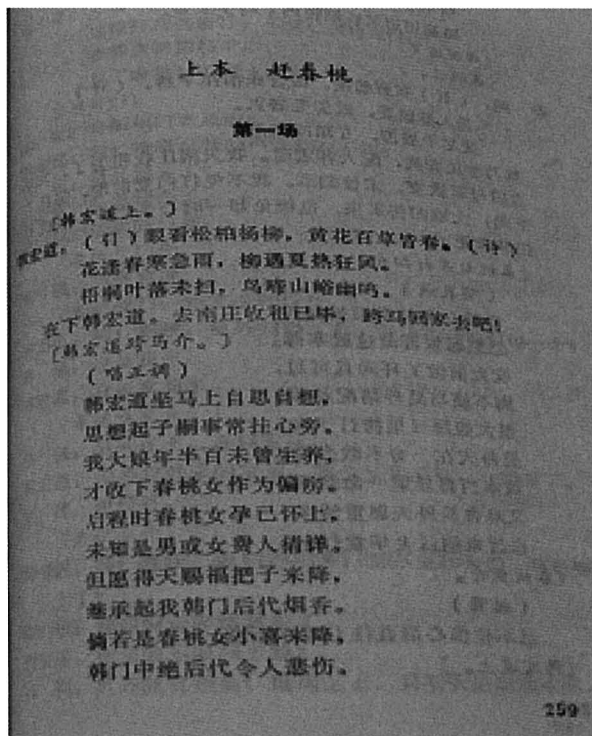 上本　赶春桃
第一场
〔韩宏道上。〕
韩宏道：（引）眼看松柏杨柳，黄花百草皆春。（诗）
花逢春寒急雨，柳遇夏热狂风。
梧桐叶落未扫，鸟啼山峪幽鸣。
在下韩宏道。去南庄收租已毕，跨马回家去吧！
〔韩宏道跨马介。〕
（唱正调）
韩宏道坐马上自思自想，
思想起子嗣事常挂心旁。
我大娘年半百未曾生养，
才收下春桃女作为偏房。
启程时春桃女孕已怀上，
未知是男或女费人猜详。
但愿得天赐福把子来降，
继承起我韩门后代烟香。
倘若是春桃女小喜来降，
韩门中绝后代令人悲伤。
259